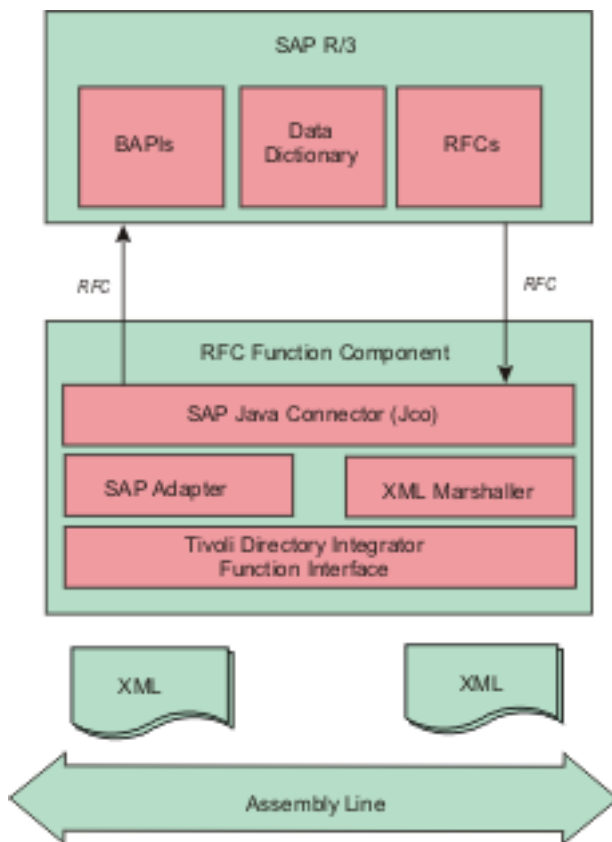 SAP R/3
BAPIs
Data
Dictionary
RFCs
RFC
RFC
RFC Function Component
SAP Java Connector (Jco)
SAP Adapter
XML Marshaller
Tivoli Directory Integrator
Function Interface
XML
XML
Assembly Line